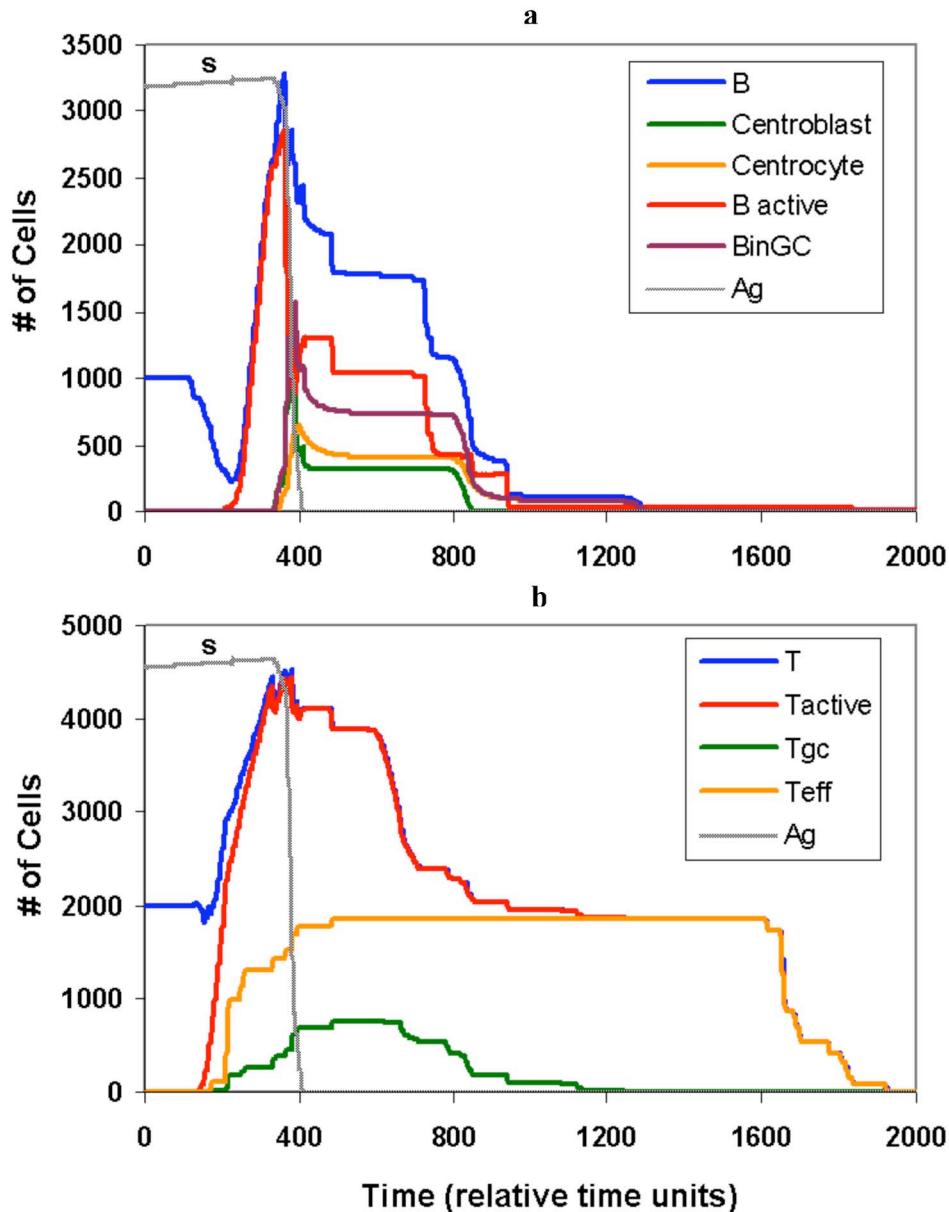 a
3500
3000
2500
2000
1500
1000
500
0
# of Cells
s
B
Centroblast
Centrocyte
B active
BinGC
Ag
0 400 800 1200 1600 2000
b
5000
4000
3000
2000
1000
0
# of Cells
s
T
Tactive
Tgc
Teff
Ag
0 400 800 1200 1600 2000
Time (relative time units)